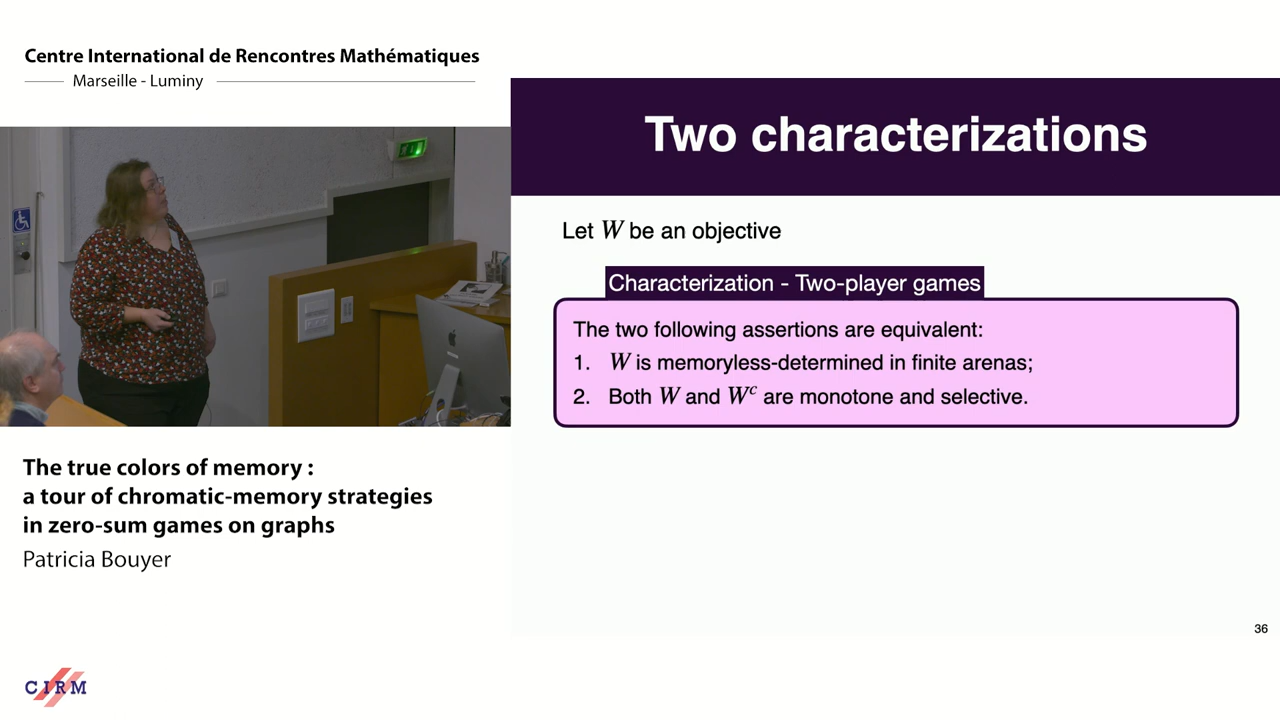 Centre International de Rencontres Mathématiques
Marseille - Luminy
Two characterizations
Let W be an objective
Characterization - Two-player games
The two following assertions are equivalent:
1. W is memoryless-determined in finite arenas;
2. Both W and Wᶜ are monotone and selective.
The true colors of memory :
a tour of chromatic-memory strategies
in zero-sum games on graphs
Patricia Bouyer
36
CIRM